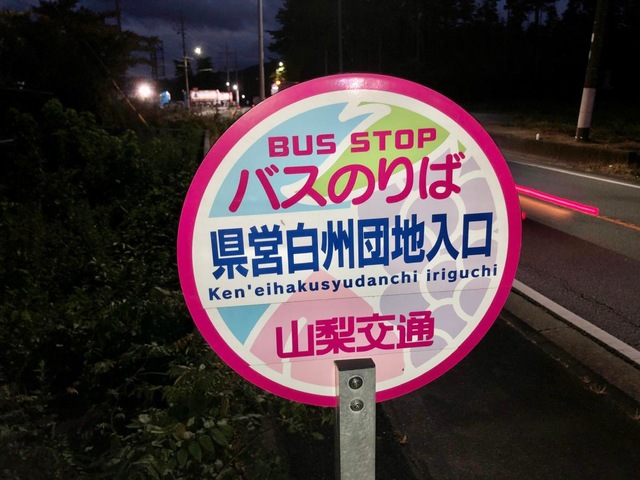 BUS STOP
バスのりば
県営白州団地入口
Ken'eihakusyudanchi iriguchi
山梨交通